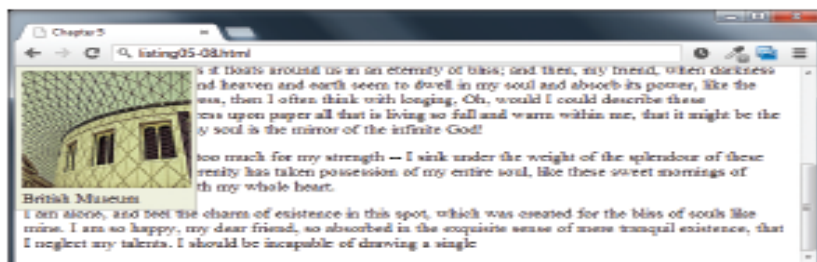 Chapter 5
listing05-08.html
s it floats around us in an eternity of bliss; and then, my friend, when darkness
nd heaven and earth seem to dwell in my soul and absorb its power, like the
ess, then I often think with longing, Oh, would I could describe these
ress upon paper all that is living so full and warm within me, that it might be the
y soul is the mirror of the infinite God!
too much for my strength -- I sink under the weight of the splendour of these
erenity has taken possession of my entire soul, like these sweet mornings of
th my whole heart.
British Museum
I am alone, and feel the charm of existence in this spot, which was created for the bliss of souls like
mine. I am so happy, my dear friend, so absorbed in the exquisite sense of mere tranquil existence, that
I neglect my talents. I should be incapable of drawing a single